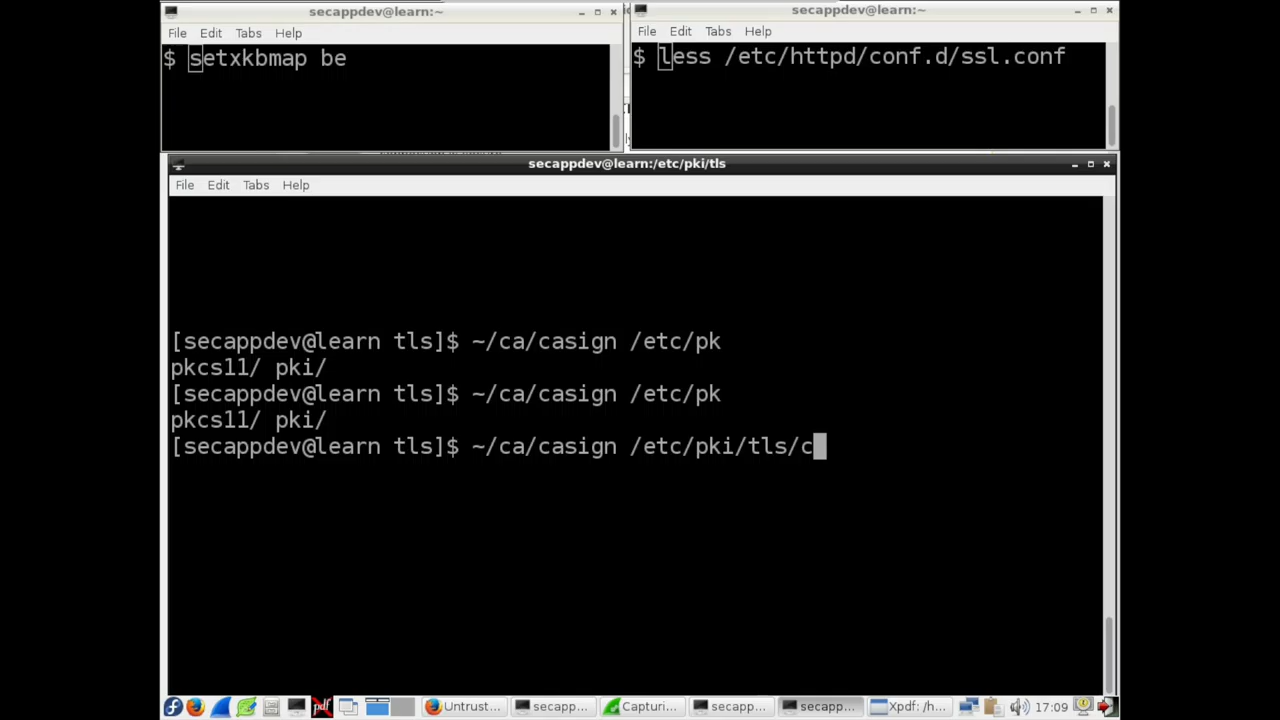 secappdev@learn:~
File Edit Tabs Help
$ setxkbmap be
secappdev@learn:~
File Edit Tabs Help
$ less /etc/httpd/conf.d/ssl.conf
secappdev@learn:/etc/pki/tls
File Edit Tabs Help
[secappdev@learn tls]$ ~/ca/casign /etc/pk
pkcs11/ pki/
[secappdev@learn tls]$ ~/ca/casign /etc/pk
pkcs11/ pki/
[secappdev@learn tls]$ ~/ca/casign /etc/pki/tls/c
pdf Untrust... secapp... Capturi... secapp... secapp... Xpdf: /h... 17:09